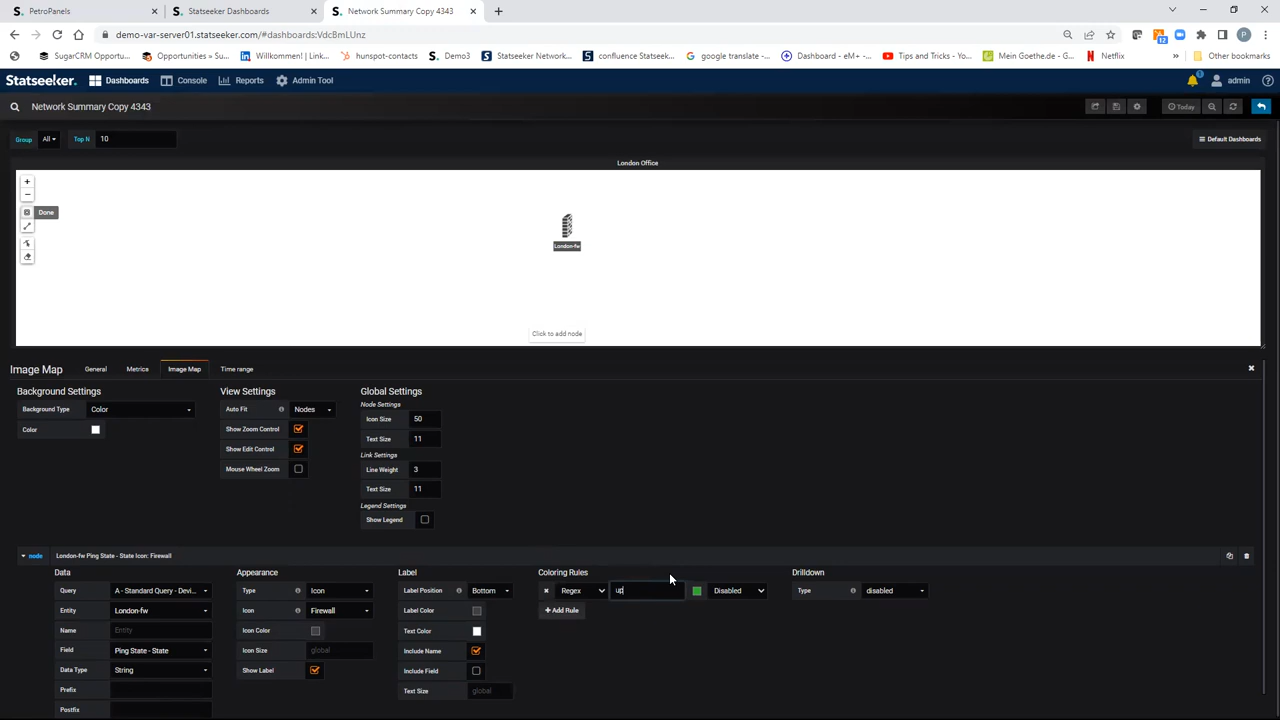 PetroPanels
Statseeker Dashboards
Network Summary Copy 4343
demo-var-server01.statseeker.com/#dashboards:VdcBmLUnz
SugarCRM Opportu...
Opportunities » Su...
Willkommen! | Link...
hunspot-contacts
Demo3
Statseeker Network...
confluence Statseek...
google translate - ...
Dashboard - eM+ ...
Tips and Tricks - Yo...
Mein Goethe.de - G...
Netflix
»
Other bookmarks
Statseeker
Dashboards
Console
Reports
Admin Tool
1
admin
Network Summary Copy 4343
Today
Group All
Top N 10
Default Dashboards
London Office
+
−
Done
London-fw
Click to add node
Image Map
General
Metrics
Image Map
Time range
Background Settings
Background Type Color
Color
View Settings
Auto Fit Nodes
Show Zoom Control
Show Edit Control
Mouse Wheel Zoom
Global Settings
Node Settings
Icon Size 50
Text Size 11
Link Settings
Line Weight 3
Text Size 11
Legend Settings
Show Legend
node London-fw Ping State - State Icon: Firewall
Data
Query A - Standard Query - Devi...
Entity London-fw
Name Entity
Field Ping State - State
Data Type String
Prefix
Postfix
Appearance
Type Icon
Icon Firewall
Icon Color
Icon Size global
Show Label
Label
Label Position Bottom
Label Color
Text Color
Include Name
Include Field
Text Size global
Coloring Rules
Regex up Disabled
+ Add Rule
Drilldown
Type disabled